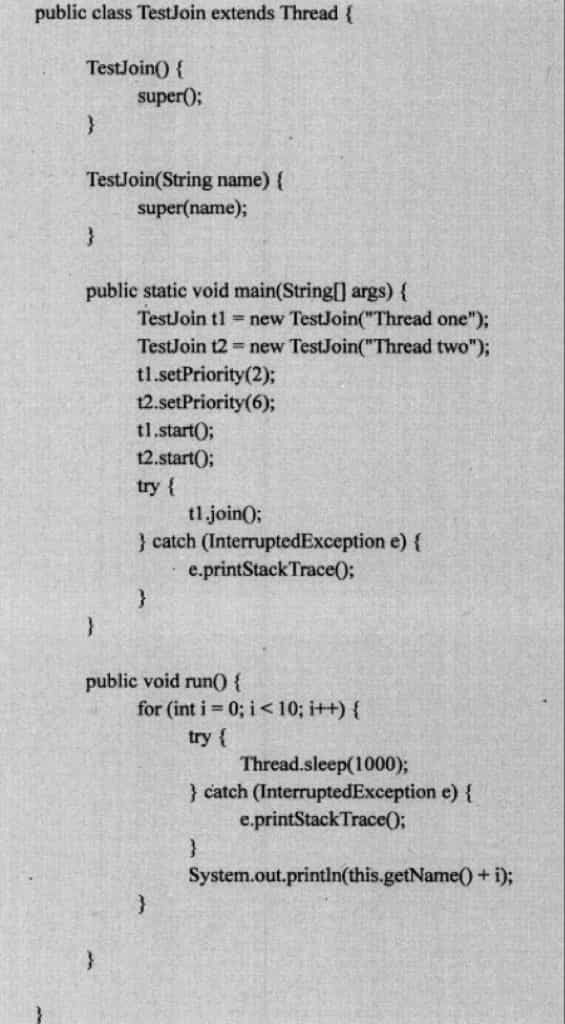 public class TestJoin extends Thread {
TestJoin() {
super();
}
TestJoin(String name) {
super(name);
}
public static void main(String[] args) {
TestJoin t1 = new TestJoin("Thread one");
TestJoin t2 = new TestJoin("Thread two");
t1.setPriority(2);
t2.setPriority(6);
t1.start();
t2.start();
try {
t1.join();
} catch (InterruptedException e) {
e.printStackTrace();
}
}
public void run() {
for (int i = 0; i < 10; i++) {
try {
Thread.sleep(1000);
} catch (InterruptedException e) {
e.printStackTrace();
}
System.out.println(this.getName() + i);
}
}
}